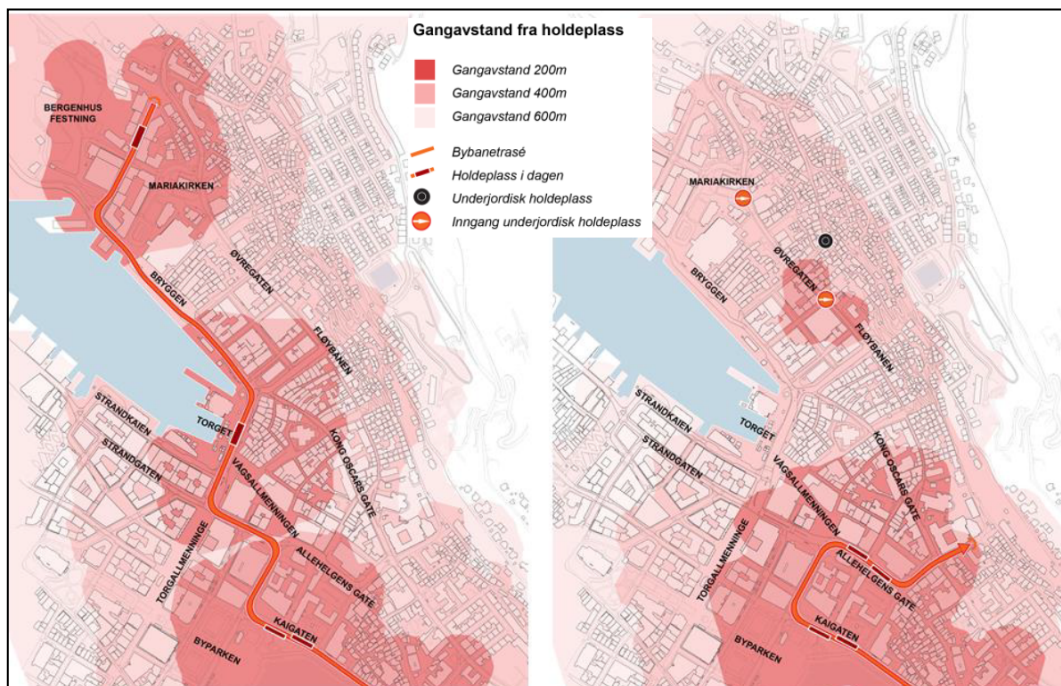 Gangavstand fra holdeplass
Gangavstand 200m
Gangavstand 400m
Gangavstand 600m
Bybanetrasé
Holdeplass i dagen
Underjordisk holdeplass
Inngang underjordisk holdeplass
BERGENHUS
FESTNING
MARIAKIRKEN
ØVREGATEN
BRYGGEN
FLØYBANEN
STRANDKAIEN
TORGET
STRANDGATEN
KONG OSCARS GATE
VÅGSALLMENNINGEN
TORGALLMENNINGE
ALLEHELGENS GATE
KAIGATEN
BYPARKEN
MARIAKIRKEN
ØVREGATEN
BRYGGEN
FLØYBANEN
STRANDKAIEN
TORGET
STRANDGATEN
KONG OSCARS GATE
VÅGSALLMENNINGEN
TORGALLMENNINGE
ALLEHELGENS GATE
KAIGATEN
BYPARKEN